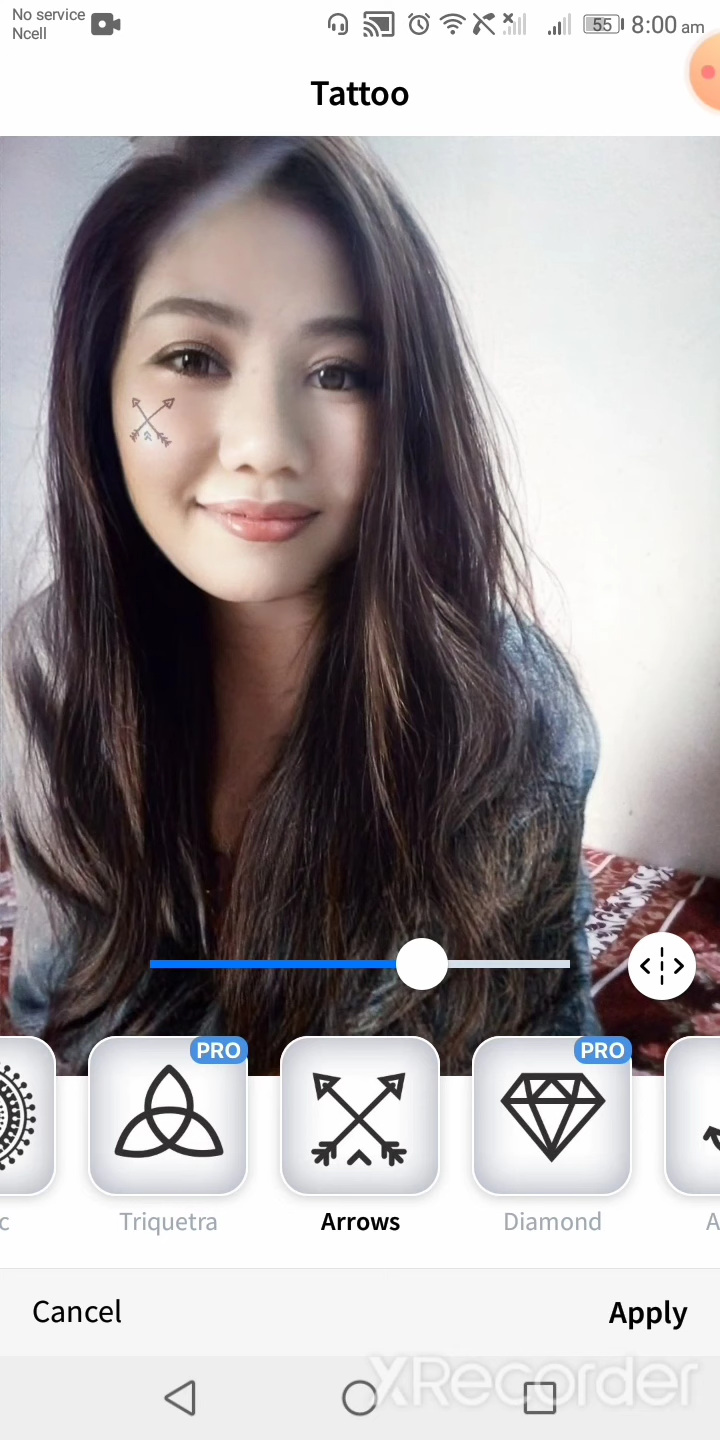 No service
Ncell
55
8:00 am
Tattoo
PRO
PRO
c
Triquetra
Arrows
Diamond
A
Cancel
Apply
XRecorder